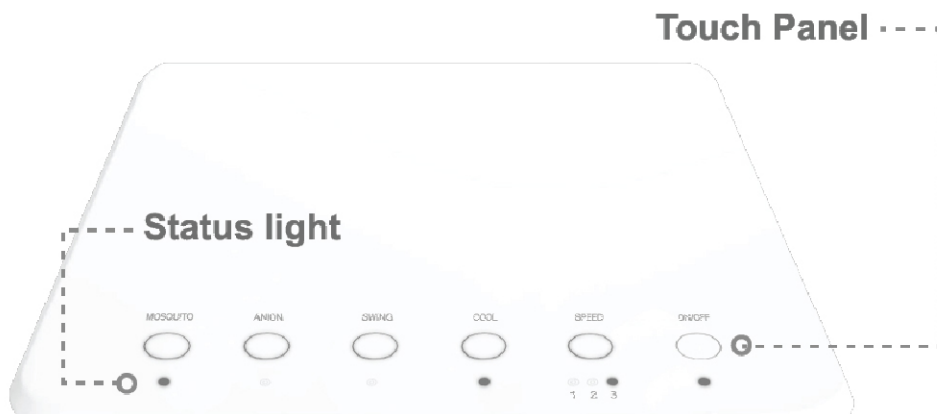 Touch Panel
Status light
MOSQUITO ANION SWING COOL SPEED ON/OFF
1 2 3